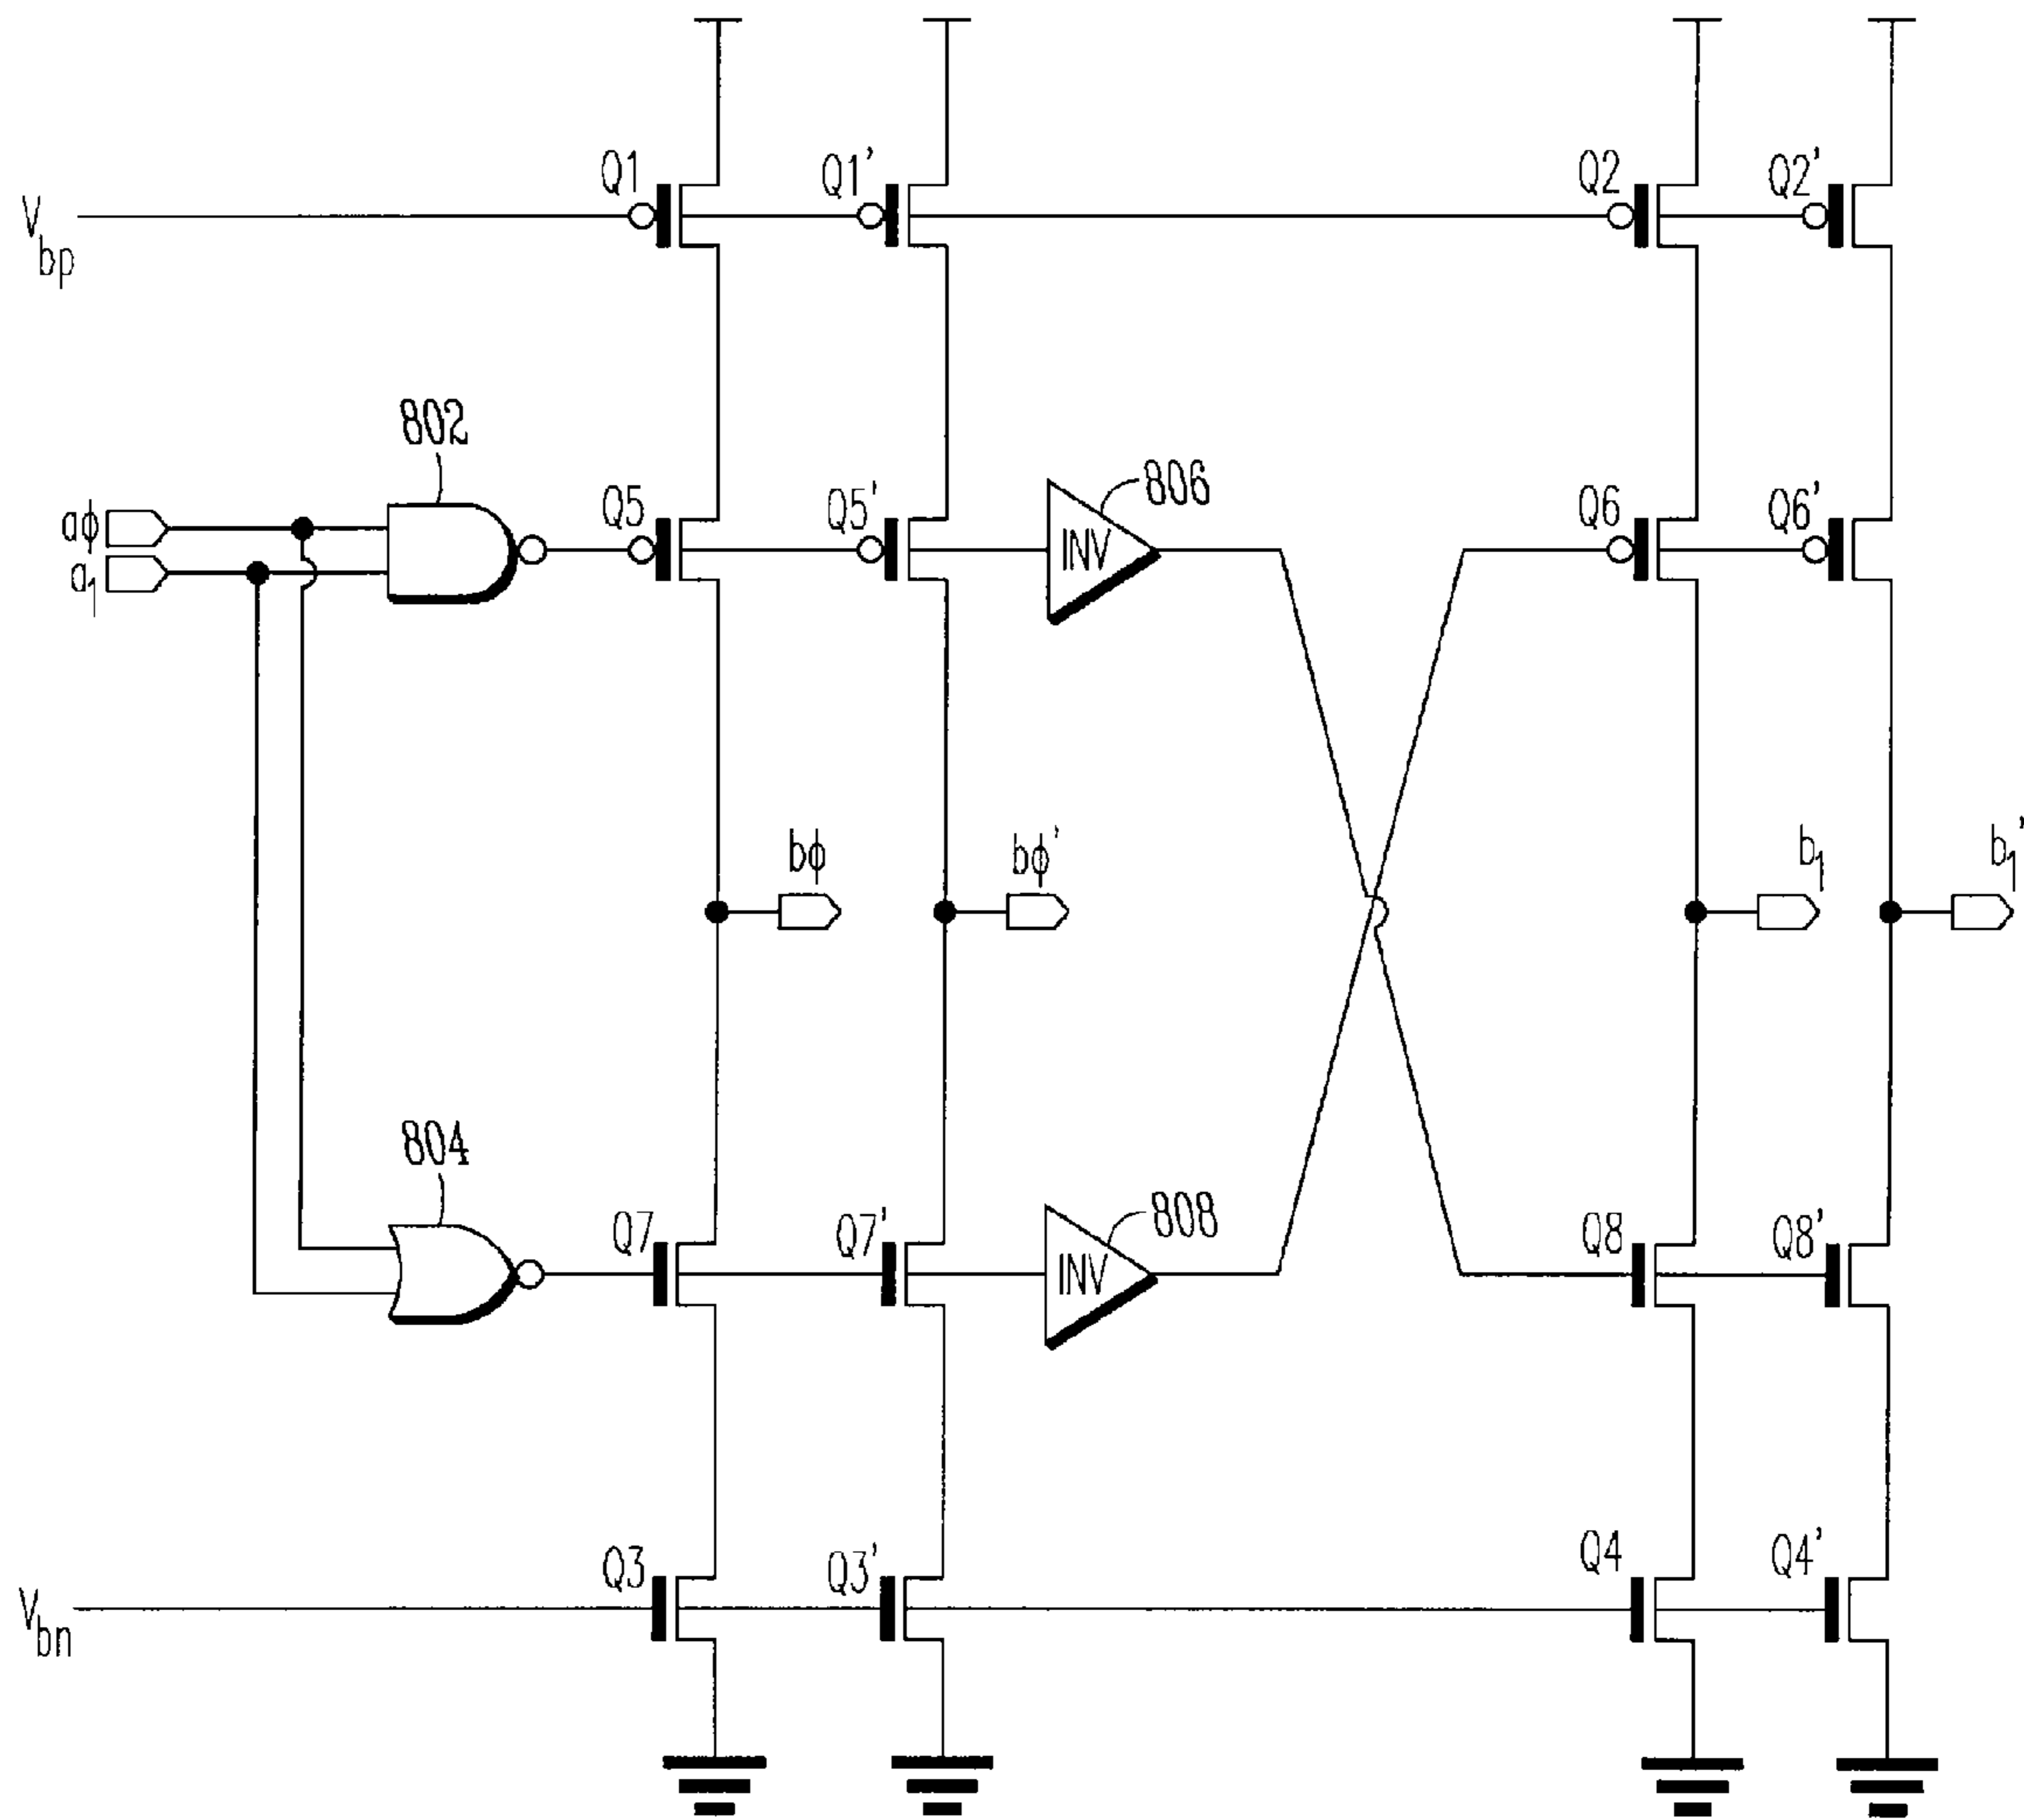 Q1 Q1' Q2 Q2'
Vbp
802
aϕ Q5 Q5' 806 Q6 Q6'
a1 INV
bϕ bϕ' b1 b1'
804
Q7 Q7' 808 Q8 Q8'
INV
Q3 Q3' Q4 Q4'
Vbn